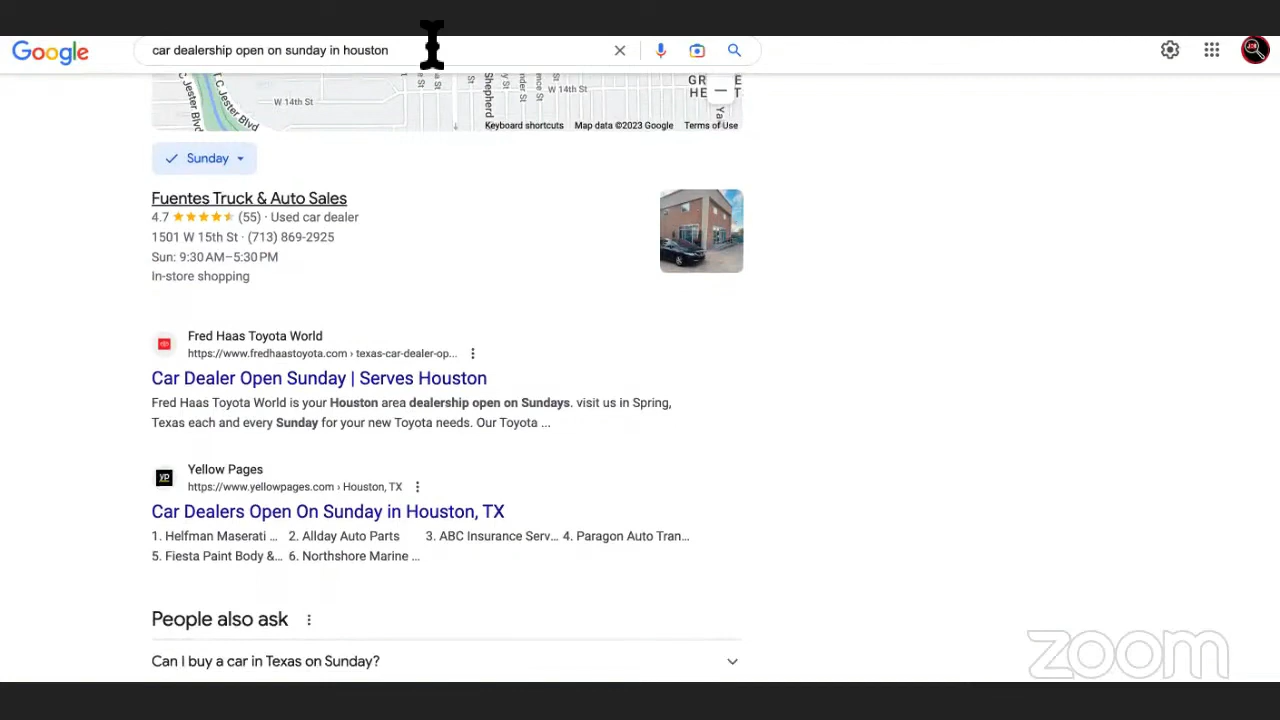 Google
car dealership open on sunday in houston
C Jester Blvd
C. Jester Blvd
W 14th St
Shepherd
W 14th St
Keyboard shortcuts
Map data ©2023 Google
Terms of Use
Sunday
Fuentes Truck & Auto Sales
4.7 (55) · Used car dealer
1501 W 15th St · (713) 869-2925
Sun: 9:30 AM–5:30 PM
In-store shopping
Fred Haas Toyota World
https://www.fredhaastoyota.com › texas-car-dealer-op...
Car Dealer Open Sunday | Serves Houston
Fred Haas Toyota World is your Houston area dealership open on Sundays. visit us in Spring,
Texas each and every Sunday for your new Toyota needs. Our Toyota ...
yp
Yellow Pages
https://www.yellowpages.com › Houston, TX
Car Dealers Open On Sunday in Houston, TX
1. Helfman Maserati ... 2. Allday Auto Parts 3. ABC Insurance Serv... 4. Paragon Auto Tran...
5. Fiesta Paint Body &... 6. Northshore Marine ...
People also ask
Can I buy a car in Texas on Sunday?
zoom